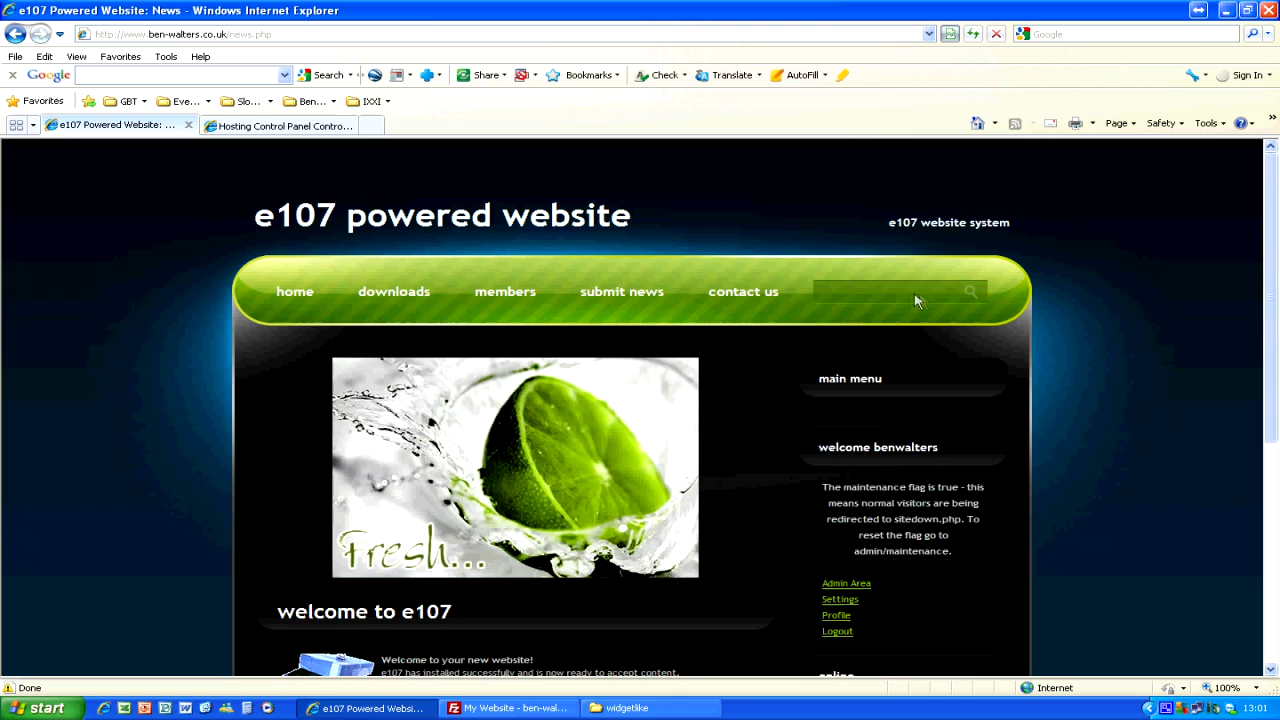 e107 Powered Website: News - Windows Internet Explorer
http://www.ben-walters.co.uk/news.php
Google
File Edit View Favorites Tools Help
x Google Search Share Bookmarks Check Translate AutoFill Sign In
Favorites GBT Eve... Slo... Ben... IXXI
e107 Powered Website: ... Hosting Control Panel Contro... Page Safety Tools
e107 powered website
e107 website system
home downloads members submit news contact us
main menu
welcome benwalters
The maintenance flag is true - this
means normal visitors are being
redirected to sitedown.php. To
reset the flag go to
admin/maintenance.
Admin Area
Settings
Profile
Logout
Fresh...
welcome to e107
Welcome to your new website!
e107 has installed successfully and is now ready to accept content.
online
Done Internet 100%
start e107 Powered Websi... My Website - ben-wal... widgetlike 13:01